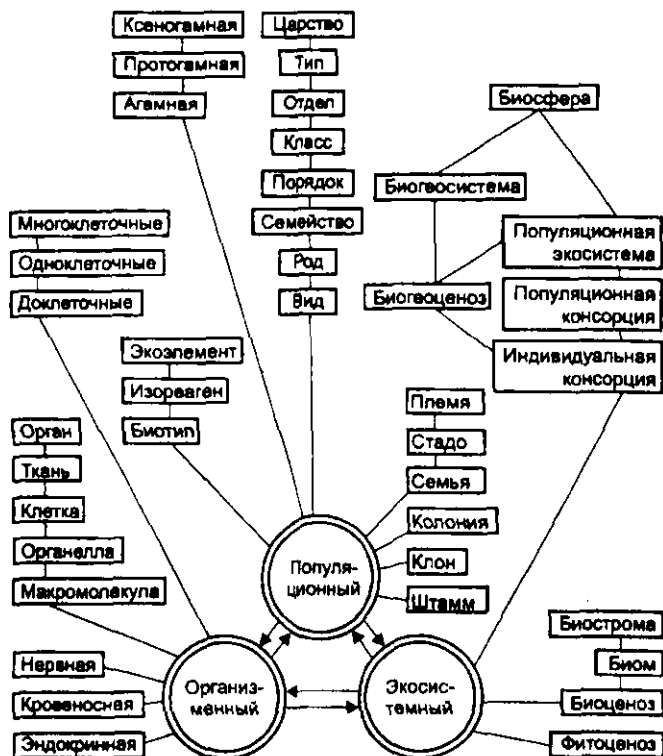 Ксеногамная
Протогамная
Агамная
Царство
Тип
Отдел
Класс
Порядок
Семейство
Род
Вид
Биосфера
Биогеосистема
Биогеоценоз
Популяционная
экосистема
Популяционная
консорция
Индивидуальная
консорция
Многоклеточные
Одноклеточные
Доклеточные
Экоэлемент
Изореаген
Биотип
Племя
Стадо
Семья
Колония
Клон
Штамм
Орган
Ткань
Клетка
Органелла
Макромолекула
Популя-
ционный
Нервная
Кровеносная
Эндокринная
Организ-
менный
Экосис-
темный
Биострома
Биом
Биоценоз
Фитоценоз